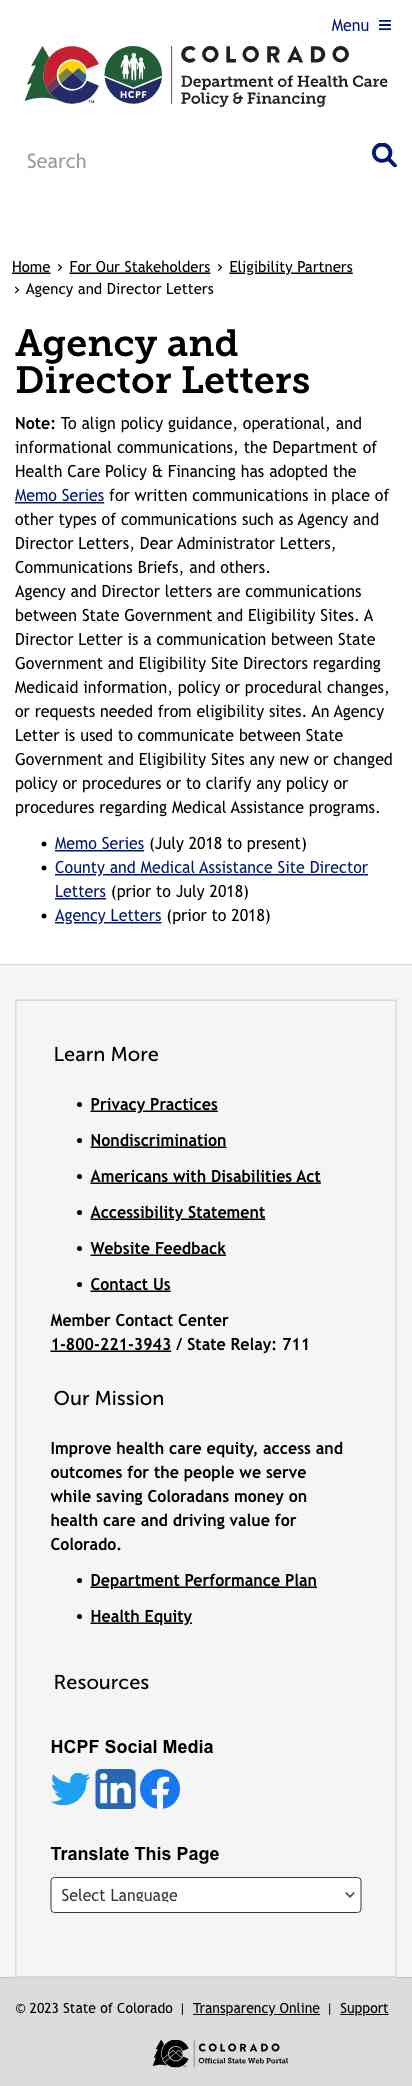 Menu
COLORADO
Department of Health Care
Policy & Financing
HCPF
TM
Search
Home › For Our Stakeholders › Eligibility Partners
› Agency and Director Letters
Agency and
Director Letters
Note: To align policy guidance, operational, and
informational communications, the Department of
Health Care Policy & Financing has adopted the
Memo Series for written communications in place of
other types of communications such as Agency and
Director Letters, Dear Administrator Letters,
Communications Briefs, and others.
Agency and Director letters are communications
between State Government and Eligibility Sites. A
Director Letter is a communication between State
Government and Eligibility Site Directors regarding
Medicaid information, policy or procedural changes,
or requests needed from eligibility sites. An Agency
Letter is used to communicate between State
Government and Eligibility Sites any new or changed
policy or procedures or to clarify any policy or
procedures regarding Medical Assistance programs.
• Memo Series (July 2018 to present)
• County and Medical Assistance Site Director
Letters (prior to July 2018)
• Agency Letters (prior to 2018)
Learn More
• Privacy Practices
• Nondiscrimination
• Americans with Disabilities Act
• Accessibility Statement
• Website Feedback
• Contact Us
Member Contact Center
1-800-221-3943 / State Relay: 711
Our Mission
Improve health care equity, access and
outcomes for the people we serve
while saving Coloradans money on
health care and driving value for
Colorado.
• Department Performance Plan
• Health Equity
Resources
HCPF Social Media
Translate This Page
Select Language
© 2023 State of Colorado | Transparency Online | Support
COLORADO
Official State Web Portal